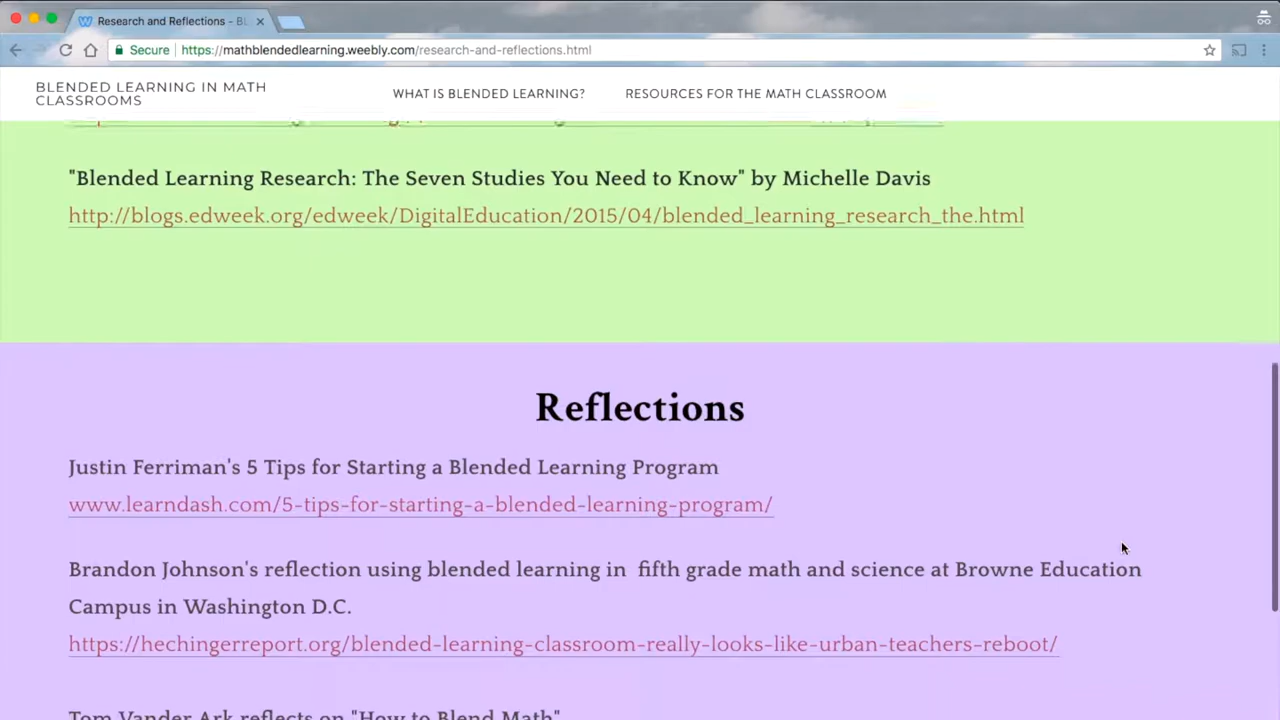 Research and Reflections - BL
Secure
https://mathblendedlearning.weebly.com/research-and-reflections.html
BLENDED LEARNING IN MATH
CLASSROOMS
WHAT IS BLENDED LEARNING?
RESOURCES FOR THE MATH CLASSROOM
"Blended Learning Research: The Seven Studies You Need to Know" by Michelle Davis
http://blogs.edweek.org/edweek/DigitalEducation/2015/04/blended_learning_research_the.html
Reflections
Justin Ferriman's 5 Tips for Starting a Blended Learning Program
www.learndash.com/5-tips-for-starting-a-blended-learning-program/
Brandon Johnson's reflection using blended learning in  fifth grade math and science at Browne Education
Campus in Washington D.C.
https://hechingerreport.org/blended-learning-classroom-really-looks-like-urban-teachers-reboot/
Tom Vander Ark reflects on "How to Blend Math"